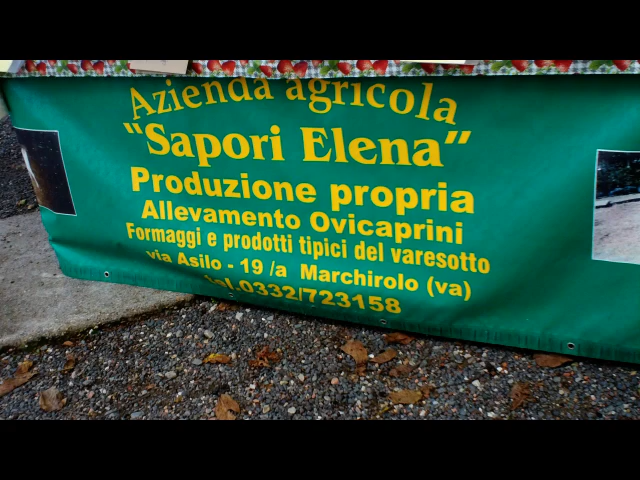 Azienda agricola
"Sapori Elena"
Produzione propria
Allevamento Ovicaprini
Formaggi e prodotti tipici del varesotto
via Asilo - 19 /a Marchirolo (va)
tel.0332/723158